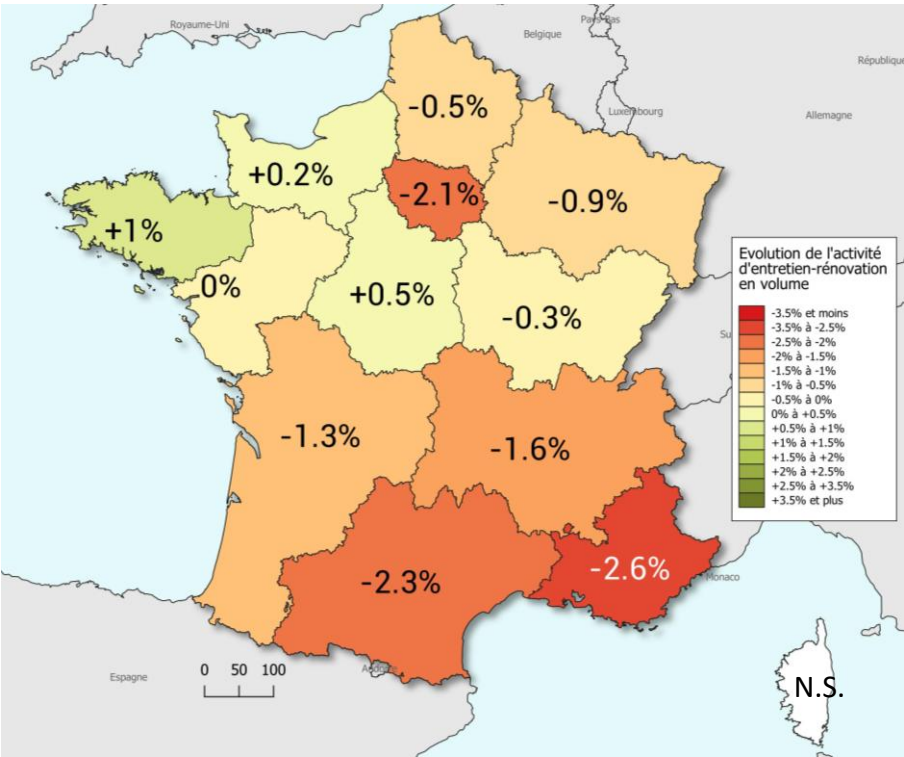 Royaume-Uni
Pays-Bas
Belgique
République
Luxembourg
Allemagne
-0.5%
+0.2%
-2.1%
-0.9%
+1%
0%
+0.5%
-0.3%
-1.3%
-1.6%
-2.3%
-2.6%
Monaco
Espagne
0 50 100
N.S.
Evolution de l'activité
d'entretien-rénovation
en volume
-3.5% et moins
-3.5% à -2.5%
-2.5% à -2%
-2% à -1.5%
-1.5% à -1%
-1% à -0.5%
-0.5% à 0%
0% à +0.5%
+0.5% à +1%
+1% à +1.5%
+1.5% à +2%
+2% à +2.5%
+2.5% à +3.5%
+3.5% et plus